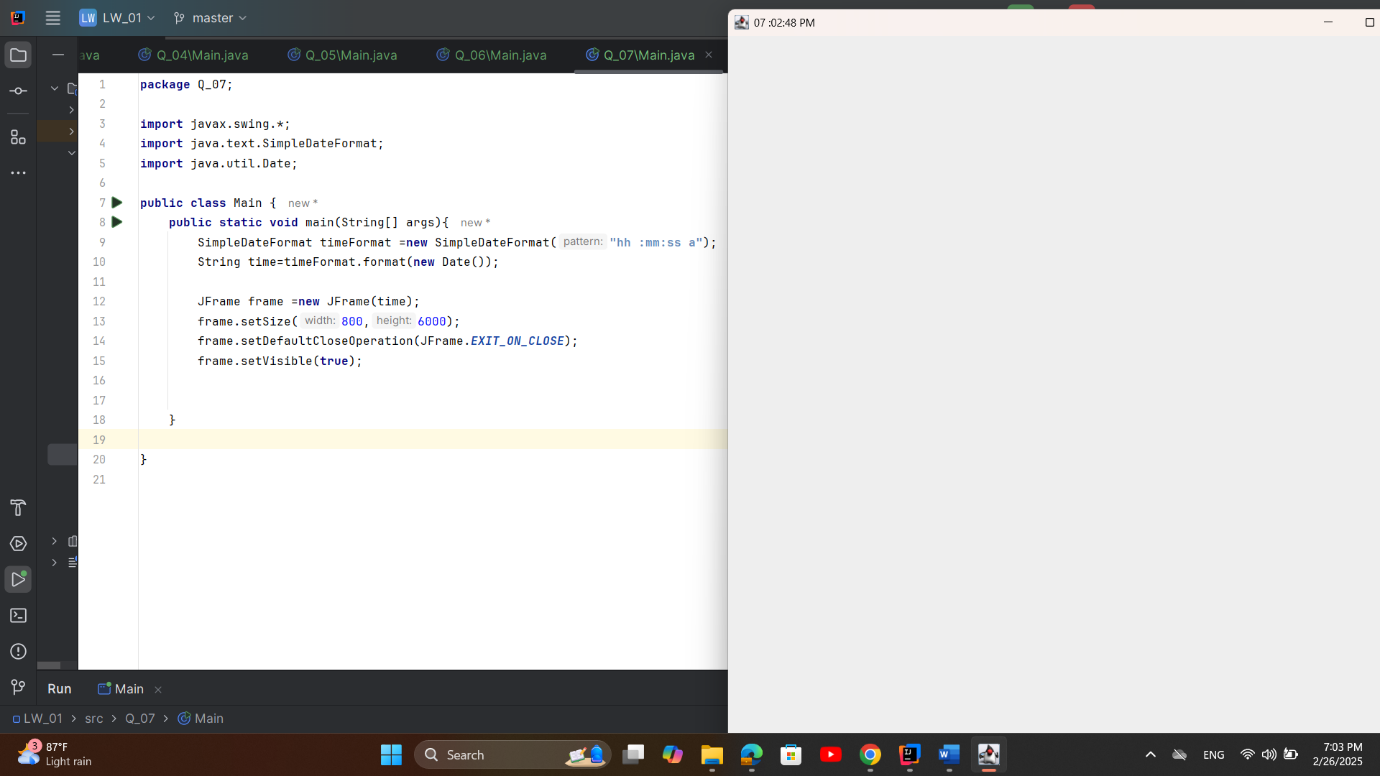 LW LW_01 master
ava Q_04\Main.java Q_05\Main.java Q_06\Main.java Q_07\Main.java
07 :02:48 PM
1 package Q_07;
2
3 import javax.swing.*;
4 import java.text.SimpleDateFormat;
5 import java.util.Date;
6
7 public class Main { new *
8 public static void main(String[] args){ new *
9 SimpleDateFormat timeFormat =new SimpleDateFormat( pattern: "hh :mm:ss a");
10 String time=timeFormat.format(new Date());
11
12 JFrame frame =new JFrame(time);
13 frame.setSize( width: 800, height: 6000);
14 frame.setDefaultCloseOperation(JFrame.EXIT_ON_CLOSE);
15 frame.setVisible(true);
16
17
18 }
19
20 }
21
Run Main
LW_01 > src > Q_07 > Main
3 87°F
Light rain
Search
ENG
7:03 PM
2/26/2025